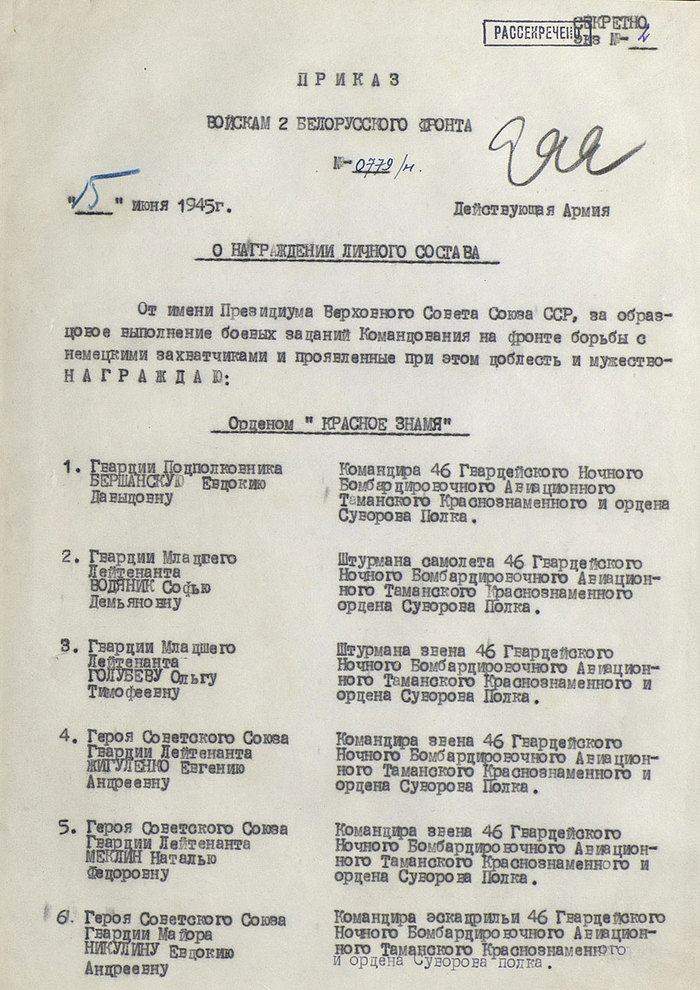 СЕКРЕТНО
РАССЕКРЕЧЕНО
экз №- 2
ПРИКАЗ
ВОЙСКАМ 2 БЕЛОРУССКОГО ФРОНТА
№- 0779/н.
"15" июня 1945г.
Действующая Армия
О НАГРАЖДЕНИИ ЛИЧНОГО СОСТАВА
От имени Президиума Верховного Совета Союза ССР, за образ-
цовое выполнение боевых заданий Командования на фронте борьбы с
немецкими захватчиками и проявленные при этом доблесть и мужество-
НАГРАЖДАЮ:
Орденом " КРАСНОЕ ЗНАМЯ"
1. Гвардии Подполковника
БЕРШАНСКУЮ Евдокию
Давыдовну
Командира 46 Гвардейского Ночного
Бомбардировочного Авиационного
Таманского Краснознаменного и ордена
Суворова Полка.
2. Гвардии Младшего
Лейтенанта
ВОДЯНИК Софью
Демьяновну
Штурмана самолета 46 Гвардейского
Ночного Бомбардировочного Авиацион-
ного Таманского Краснознаменного и
ордена Суворова Полка.
3. Гвардии Младшего
Лейтенанта
ГОЛУБЕВУ Ольгу
Тимофеевну
Штурмана звена 46 Гвардейского
Ночного Бомбардировочного Авиацион-
ного Таманского Краснознаменного и
ордена Суворова Полка.
4. Героя Советского Союза
Гвардии Лейтенанта
ЖИГУЛЕНКО Евгению
Андреевну
Командира звена 46 Гвардейского
Ночного Бомбардировочного Авиацион-
ного Таманского Краснознаменного и
ордена Суворова Полка.
5. Героя Советского Союза
Гвардии Лейтенанта
МЕКЛИН Наталью
Федоровну
Командира звена 46 Гвардейского
Ночного Бомбардировочного Авиацион-
ного Таманского Краснознаменного и
ордена Суворова Полка.
6. Героя Советского Союза
Гвардии Майора
НИКУЛИНУ Евдокию
Андреевну
Командира эскадрильи 46 Гвардейского
Ночного Бомбардировочного Авиацион-
ного Таманского Краснознаменного
и ордена Суворова полка.